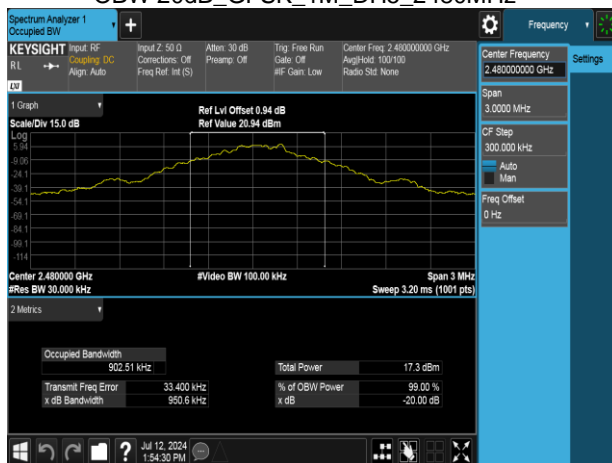 OBW 20dB_GFSK_1M_DH5_2480MHz
Spectrum Analyzer 1
Occupied BW
Frequency
KEYSIGHT
RL
LXI
Input: RF
Coupling: DC
Align: Auto
Input Z: 50 Ω
Corrections: Off
Freq Ref: Int (S)
Atten: 30 dB
Preamp: Off
Trig: Free Run
Gate: Off
#IF Gain: Low
Center Freq: 2.480000000 GHz
Avg|Hold: 100/100
Radio Std: None
Center Frequency
2.480000000 GHz
Settings
Span
3.0000 MHz
CF Step
300.000 kHz
Auto
Man
Freq Offset
0 Hz
1 Graph
Scale/Div 15.0 dB
Ref Lvl Offset 0.94 dB
Ref Value 20.94 dBm
Log
5.94
-9.06
-24.1
-39.1
-54.1
-69.1
-84.1
-99.1
-114
Center 2.480000 GHz
#Res BW 30.000 kHz
#Video BW 100.00 kHz
Span 3 MHz
Sweep 3.20 ms (1001 pts)
2 Metrics
Occupied Bandwidth
902.51 kHz
Total Power 17.3 dBm
Transmit Freq Error 33.400 kHz
% of OBW Power 99.00 %
x dB Bandwidth 950.6 kHz
x dB -20.00 dB
Jul 12, 2024
1:54:30 PM